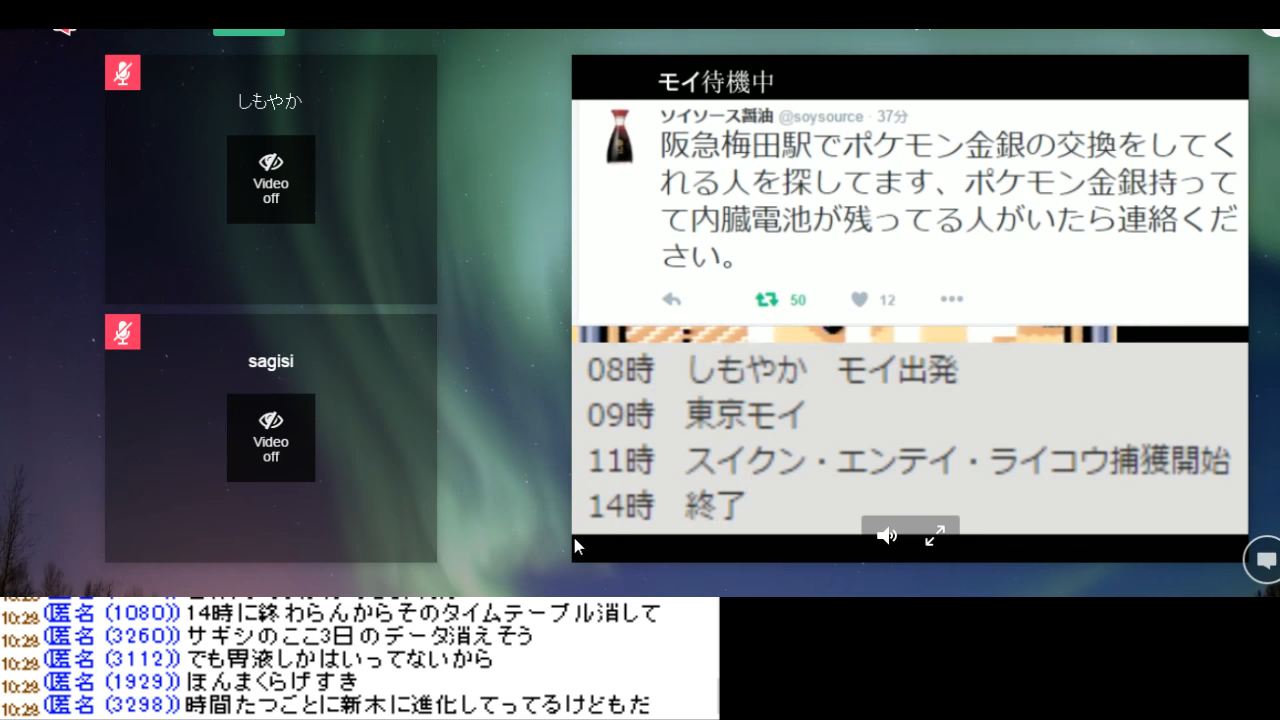 しもやか
Video
off
sagisi
Video
off
モイ待機中
ソイソース醤油 @soysource · 37分
阪急梅田駅でポケモン金銀の交換をしてく
れる人を探してます、ポケモン金銀持って
て内臓電池が残ってる人がいたら連絡くだ
さい。
50 12
08時 しもやか モイ出発
09時 東京モイ
11時 スイクン・エンテイ・ライコウ捕獲開始
14時 終了
10:28 (匿名 (1080)) 14時に終わらんからそのタイムテーブル消して
10:28 (匿名 (3260)) サギシのここ3日のデータ消えそう
10:28 (匿名 (3112)) でも胃液しかはいってないから
10:28 (匿名 (1929)) ほんまくらげすき
10:28 (匿名 (3298)) 時間たつごとに新木に進化してってるけどもだ